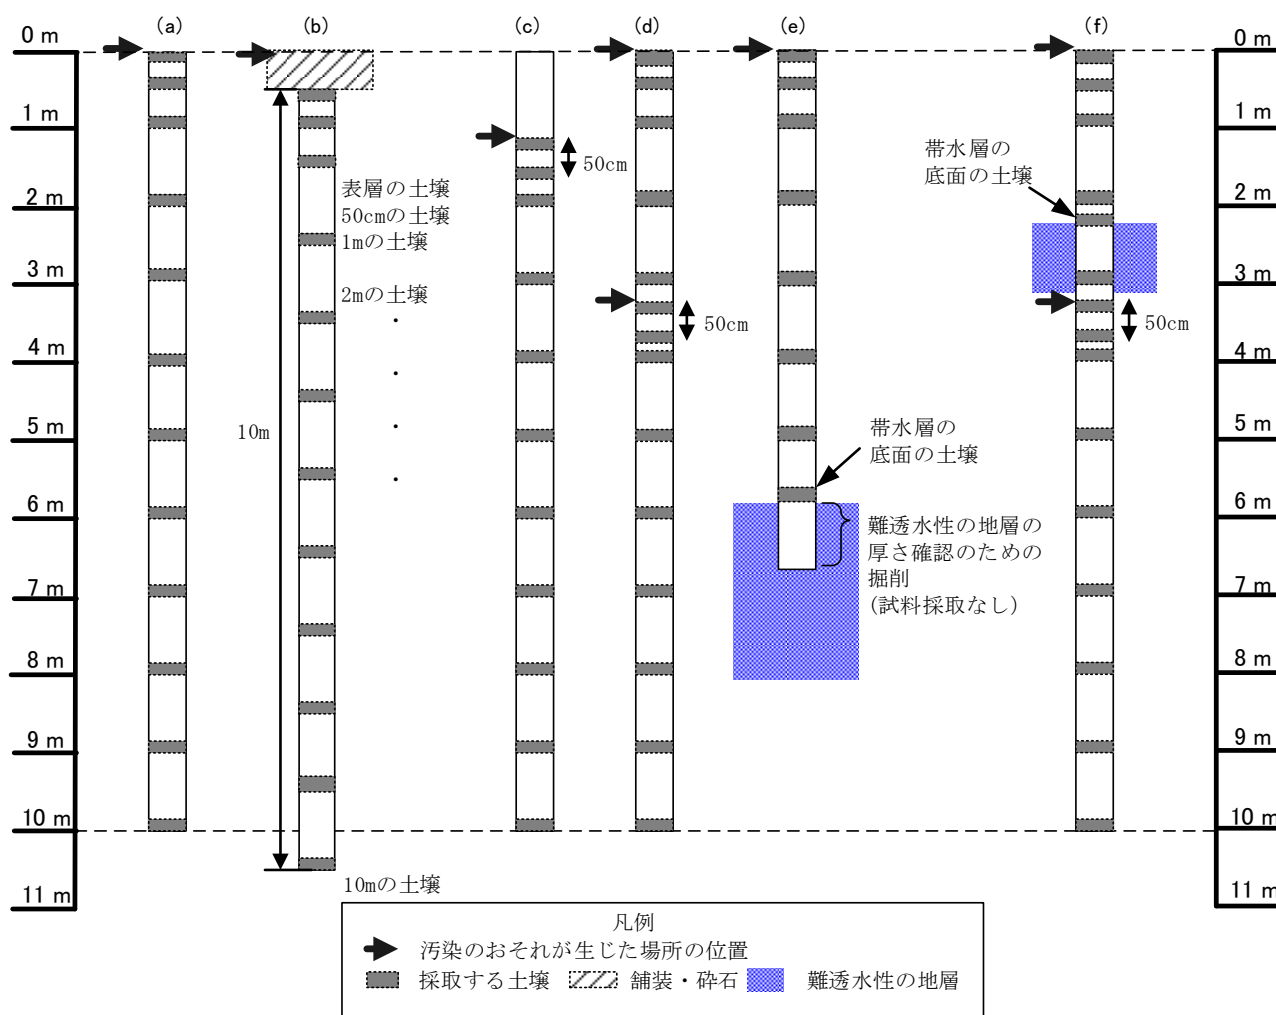 (a)
(b)
(c)
(d)
(e)
(f)
0 m
1 m
2 m
3 m
4 m
5 m
6 m
7 m
8 m
9 m
10 m
11 m
表層の土壌
50cmの土壌
1mの土壌
2mの土壌
・
・
・
・
10m
10mの土壌
50cm
50cm
帯水層の
底面の土壌
難透水性の地層の
厚さ確認のための
掘削
(試料採取なし)
帯水層の
底面の土壌
50cm
0 m
1 m
2 m
3 m
4 m
5 m
6 m
7 m
8 m
9 m
10 m
11 m
凡例
汚染のおそれが生じた場所の位置
採取する土壌 舗装・砕石 難透水性の地層